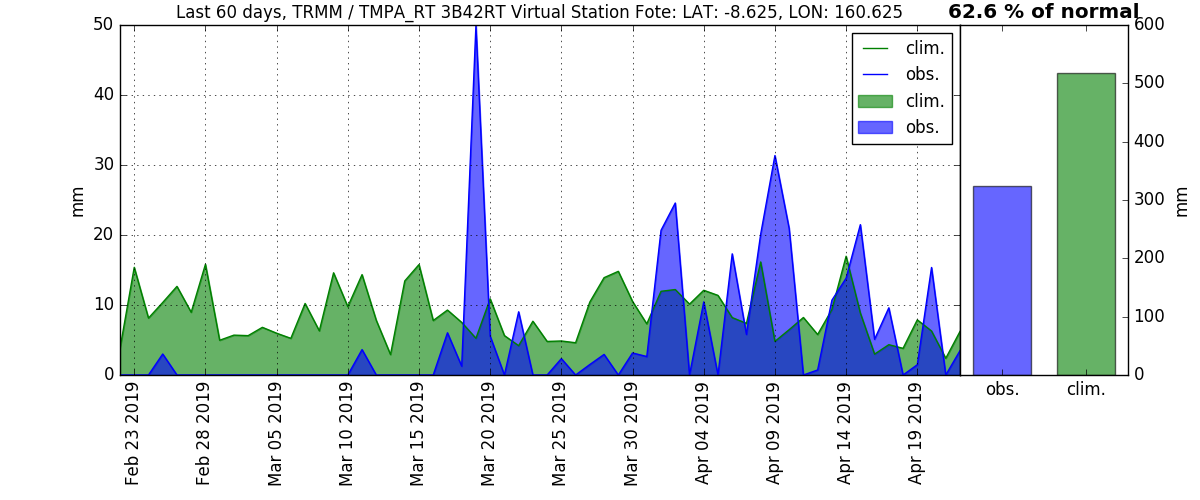 Last 60 days, TRMM / TMPA_RT 3B42RT Virtual Station Fote: LAT: -8.625, LON: 160.625
62.6 % of normal
50
40
30
20
10
0
mm
clim.
obs.
clim.
obs.
Feb 23 2019
Feb 28 2019
Mar 05 2019
Mar 10 2019
Mar 15 2019
Mar 20 2019
Mar 25 2019
Mar 30 2019
Apr 04 2019
Apr 09 2019
Apr 14 2019
Apr 19 2019
600
500
400
300
200
100
0
mm
obs.
clim.